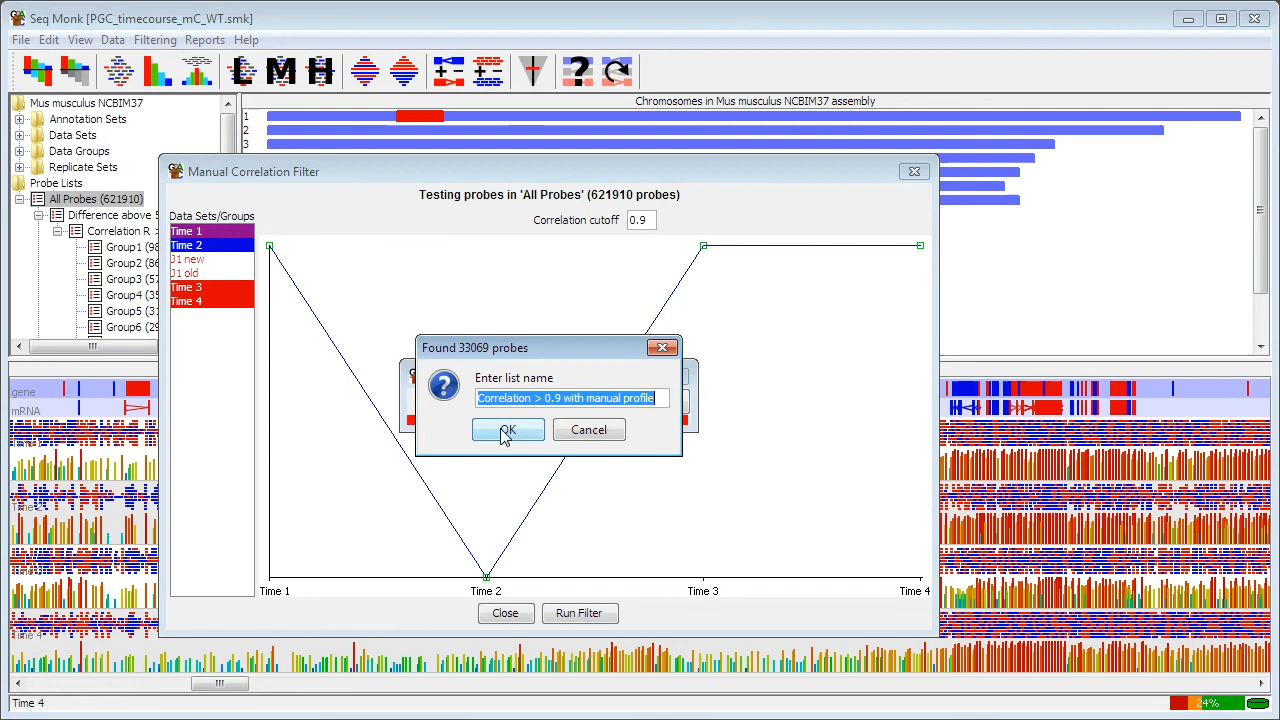 Seq Monk [PGC_timecourse_mC_WT.smk]
File Edit View Data Filtering Reports Help
L M H ?
Mus musculus NCBIM37
Annotation Sets
Data Sets
Data Groups
Replicate Sets
Probe Lists
All Probes (621910)
Difference above 5
Correlation R >
Group1 (98
Group2 (86
Group3 (57
Group4 (35
Group5 (31
Group6 (29
Chromosomes in Mus musculus NCBIM37 assembly
1
2
3
Manual Correlation Filter
Testing probes in 'All Probes' (621910 probes)
Data Sets/Groups
Correlation cutoff 0.9
Time 1
Time 2
J1 new
J1 old
Time 3
Time 4
Found 33069 probes
Enter list name
Correlation > 0.9 with manual profile
OK Cancel
Time 1 Time 2 Time 3 Time 4
Close Run Filter
gene
mRNA
Time 4
Time 4
24%